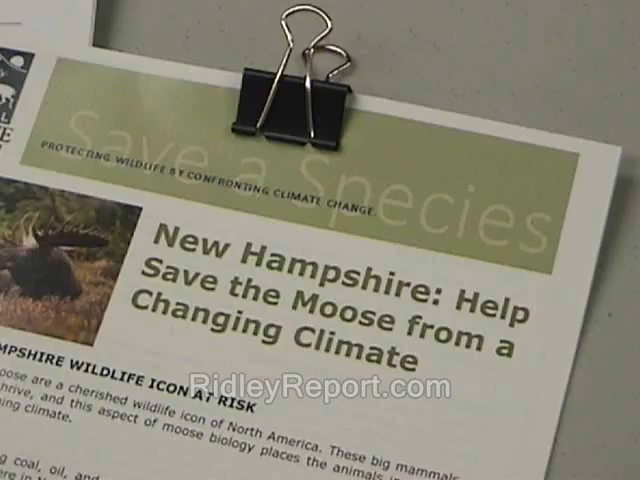 Save a Species
PROTECTING WILDLIFE BY CONFRONTING CLIMATE CHANGE.
New Hampshire: Help
Save the Moose from a
Changing Climate
MPSHIRE WILDLIFE ICON AT RISK
oose are a cherished wildlife icon of North America. These big mammals
hrive, and this aspect of moose biology places the animals
ing climate.
g coal, oil, and
ere in N
RidleyReport.com